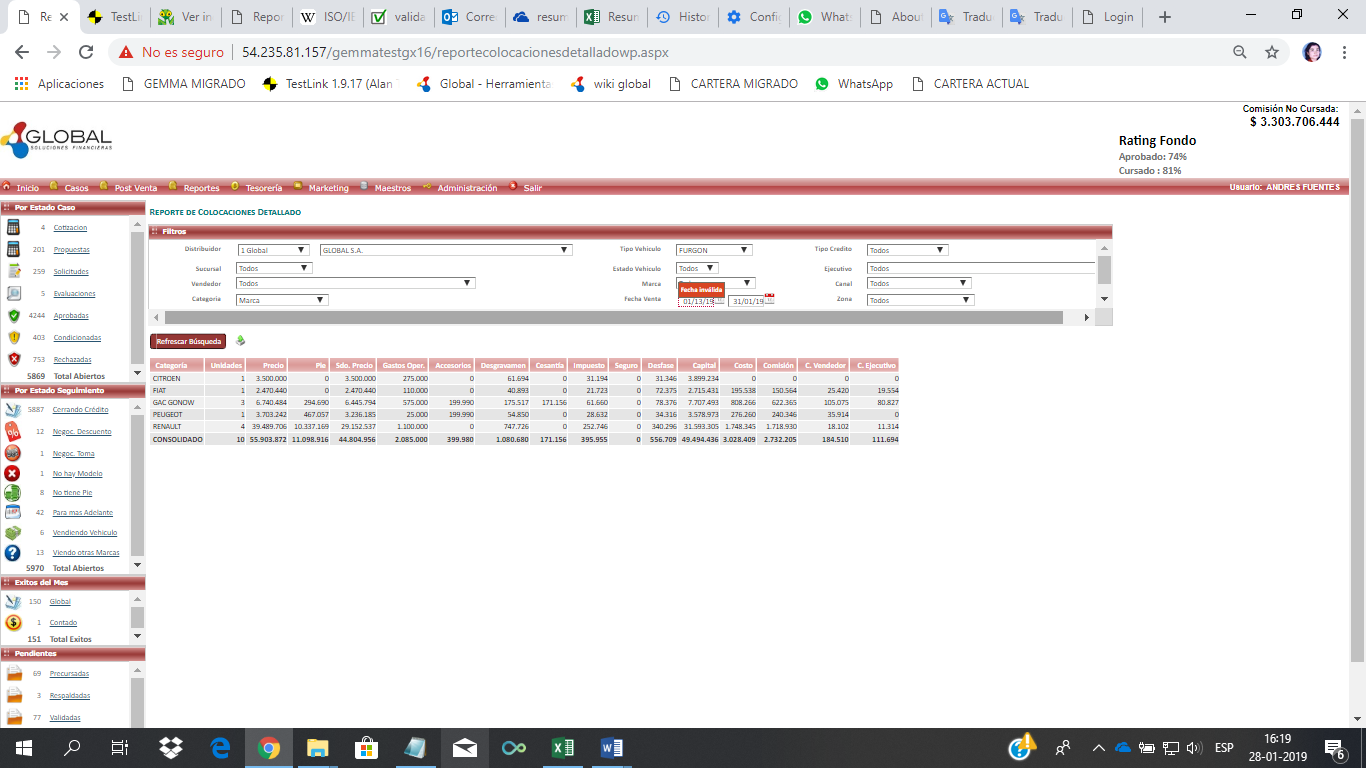 Re
TestLi
Ver in
Repor
ISO/IE
valida
Corre
resum
Resun
Histor
Config
Whats
About
Tradu
Tradu
Login
No es seguro | 54.235.81.157/gemmatestgx16/reportecolocacionesdetalladowp.aspx
Aplicaciones GEMMA MIGRADO TestLink 1.9.17 (Alan Global - Herramienta: wiki global CARTERA MIGRADO WhatsApp CARTERA ACTUAL
Comisión No Cursada:
$ 3.303.706.444
GLOBAL
SOLUCIONES FINANCIERAS
Rating Fondo
Aprobado: 74%
Cursado : 81%
Inicio Casos Post Venta Reportes Tesorería Marketing Maestros Administración Salir Usuario: ANDRES FUENTES
Por Estado Caso
4 Cotizacion
201 Propuestas
259 Solicitudes
5 Evaluaciones
4244 Aprobadas
403 Condicionadas
753 Rechazadas
5869 Total Abiertos
Por Estado Seguimiento
5887 Cerrando Crédito
12 Negoc. Descuento
1 Negoc. Toma
1 No hay Modelo
8 No tiene Pie
42 Para mas Adelante
6 Vendiendo Vehiculo
13 Viendo otras Marcas
5970 Total Abiertos
Exitos del Mes
150 Global
1 Contado
151 Total Exitos
Pendientes
69 Precursadas
3 Respaldadas
77 Validadas
REPORTE DE COLOCACIONES DETALLADO
Filtros
Distribuidor 1 Global GLOBAL S.A. Tipo Vehiculo FURGON Tipo Credito Todos
Sucursal Todos Estado Vehiculo Todos Ejecutivo Todos
Vendedor Todos Marca Canal Todos
Fecha inválida
Categoria Marca Fecha Venta 01/13/19 31/01/19 Zona Todos
Refrescar Búsqueda
Categoría Unidades Precio Pie Sdo. Precio Gastos Oper. Accesorios Desgravamen Cesantía Impuesto Seguro Desfase Capital Costo Comisión C. Vendedor C. Ejecutivo
CITROEN 1 3.500.000 0 3.500.000 275.000 0 61.694 0 31.194 0 31.346 3.899.234 0 0 0 0
FIAT 1 2.470.440 0 2.470.440 110.000 0 40.893 0 21.723 0 72.375 2.715.431 195.538 150.564 25.420 19.554
GAC GONOW 3 6.740.484 294.690 6.445.794 575.000 199.990 175.517 171.156 61.660 0 78.376 7.707.493 808.266 622.365 105.075 80.827
PEUGEOT 1 3.703.242 467.057 3.236.185 25.000 199.990 54.850 0 28.632 0 34.316 3.578.973 276.260 240.346 35.914 0
RENAULT 4 39.489.706 10.337.169 29.152.537 1.100.000 0 747.726 0 252.746 0 340.296 31.593.305 1.748.345 1.718.930 18.102 11.314
CONSOLIDADO 10 55.903.872 11.098.916 44.804.956 2.085.000 399.980 1.080.680 171.156 395.955 0 556.709 49.494.436 3.028.409 2.732.205 184.510 111.694
ESP
16:19
28-01-2019
6